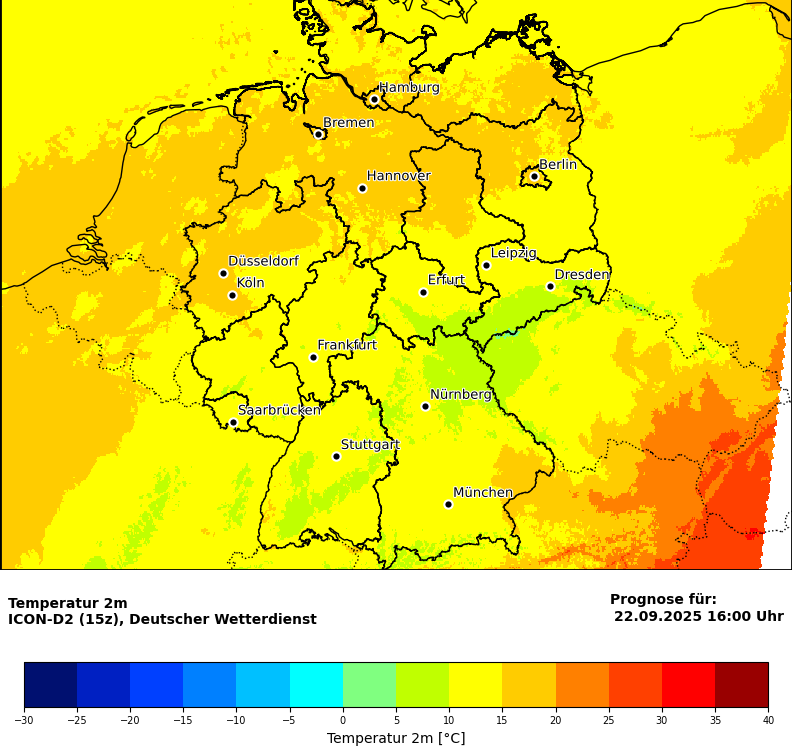 Hamburg
Bremen
Berlin
Hannover
Leipzig
Düsseldorf
Dresden
Köln
Erfurt
Frankfurt
Nürnberg
Saarbrücken
Stuttgart
München
Temperatur 2m
ICON-D2 (15z), Deutscher Wetterdienst
Prognose für:
22.09.2025 16:00 Uhr
−30 −25 −20 −15 −10 −5 0 5 10 15 20 25 30 35 40
Temperatur 2m [°C]